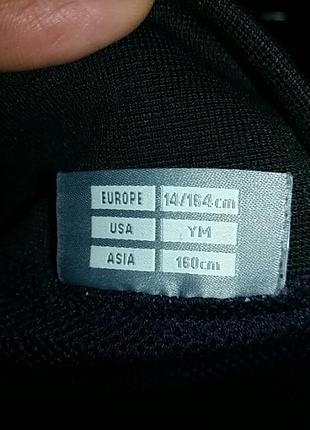 EUROPE 14/164cm
USA YM
ASIA 160cm